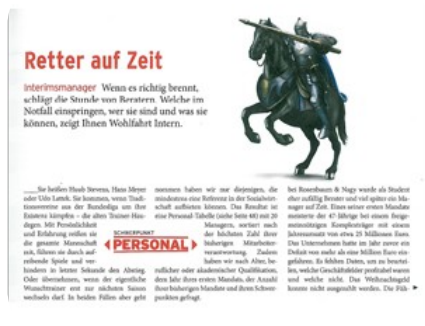 Retter auf Zeit
Interimsmanager Wenn es richtig brennt,
schlägt die Stunde von Beratern. Welche im
Notfall einspringen, wer sie sind und was sie
können, zeigt Ihnen Wohlfahrt Intern.
Sie heißen Huub Stevens, Hans Meyer
oder Udo Lattek. Sie kommen, wenn Tradi-
tionsvereine aus der Bundesliga um ihre
Existenz kämpfen – die alten Trainer-Hau-
degen. Mit Persönlichkeit
und Erfahrung reißen sie
die gesamte Mannschaft
mit, führen sie durch auf-
reibende Spiele und ver-
hindern in letzter Sekunde den Abstieg.
Oder übernehmen, wenn der eigentliche
Wunschtrainer erst zur nächsten Saison
wechseln darf. In beiden Fällen aber geht
SCHWERPUNKT
PERSONAL
nommen haben wir nur diejenigen, die
mindestens eine Referenz in der Sozialwirt-
schaft aufbieten können. Das Resultat ist
eine Personal-Tabelle (siehe Seite 48) mit 20
Managern, sortiert nach
der höchsten Zahl ihrer
bisherigen Mitarbeiter-
verantwortung. Zudem
haben wir nach Alter, be-
ruflicher oder akademischer Qualifikation,
dem Jahr ihres ersten Mandats, der Anzahl
ihrer bisherigen Mandate und ihren Schwer-
punkten gefragt.
bei Rosenbaum & Nagy wurde als Student
eher zufällig Berater und viel später ein Ma-
nager auf Zeit. Eines seiner ersten Mandate
meisterte der 47-Jährige bei einem freige-
meinnützigen Komplexträger mit einem
Jahresumsatz von etwa 25 Millionen Euro.
Das Unternehmen hatte im Jahr zuvor ein
Defizit von mehr als einer Million Euro ein-
gefahren. Es fehlten Daten, um zu beurtei-
len, welche Geschäftsfelder profitabel waren
und welche nicht. Das Weihnachtsgeld
konnte nicht ausgezahlt werden. Die Füh-